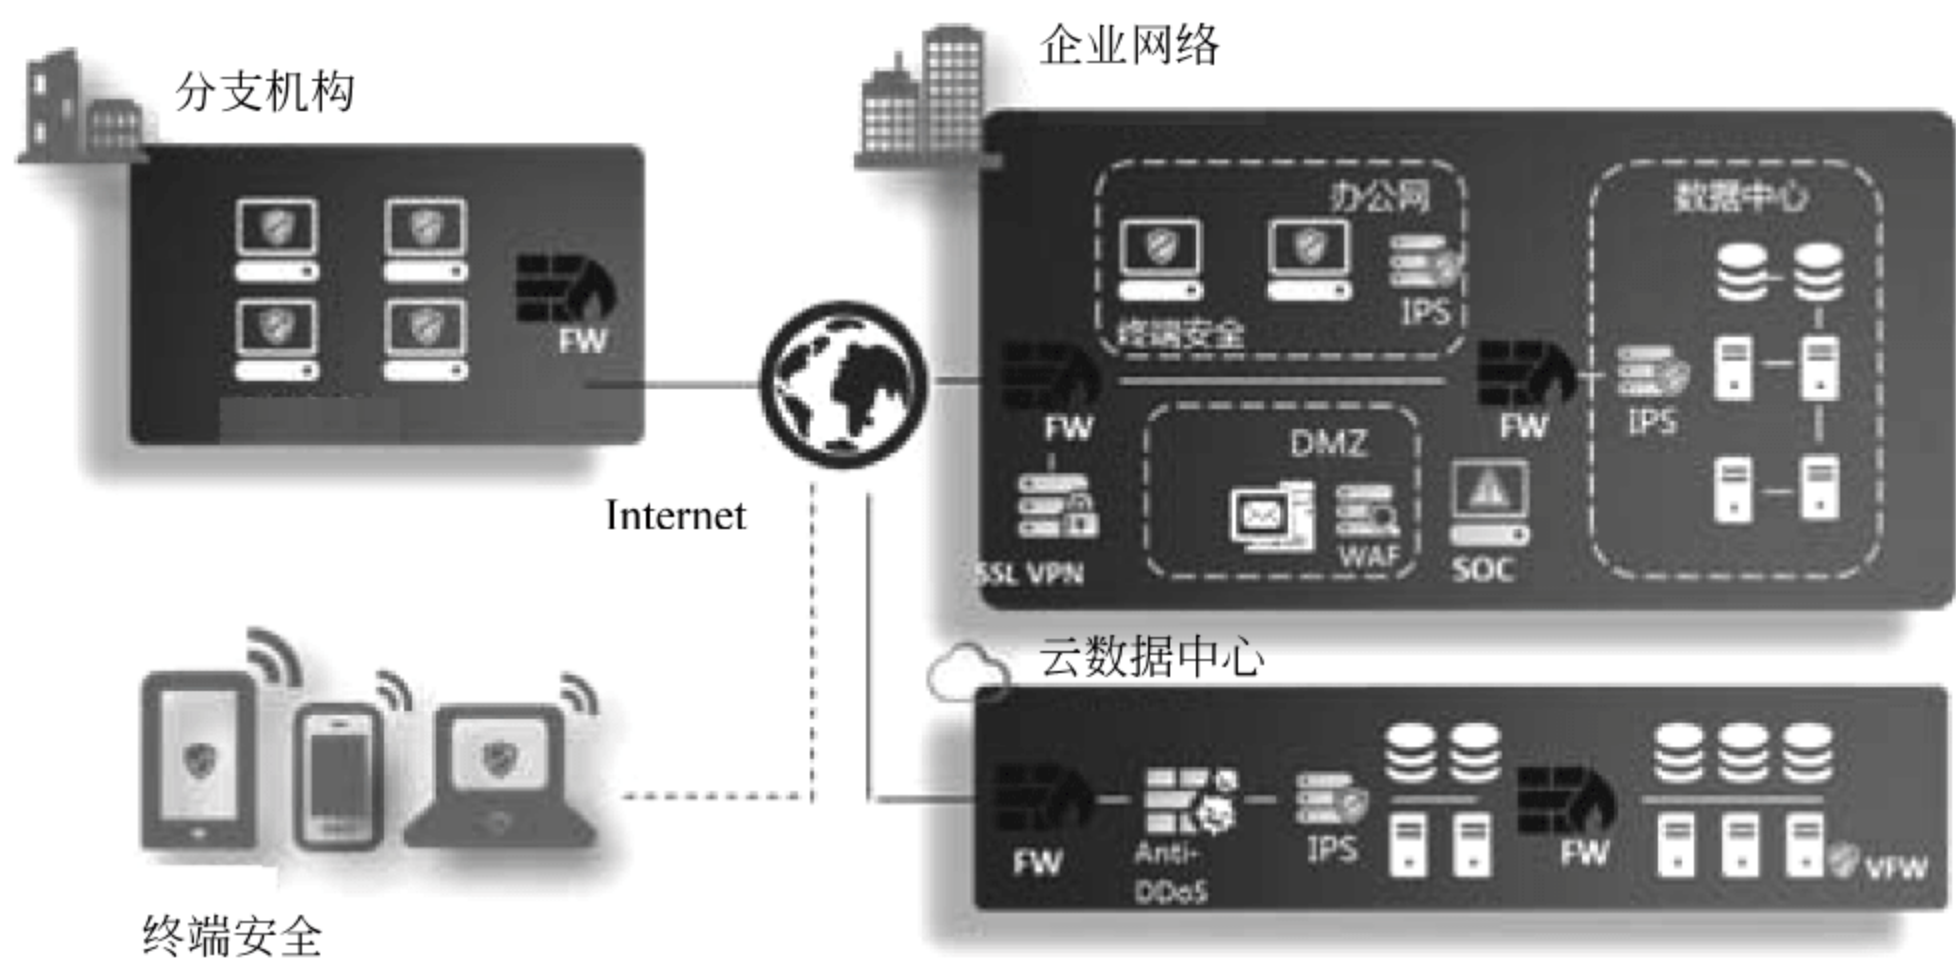 分支机构
企业网络
FW
办公网
IPS
终端安全
数据中心
FW
FW
IPS
DMZ
WAF
SSL VPN
SOC
Internet
云数据中心
FW
Anti-
DDoS
IPS
FW
VFW
终端安全